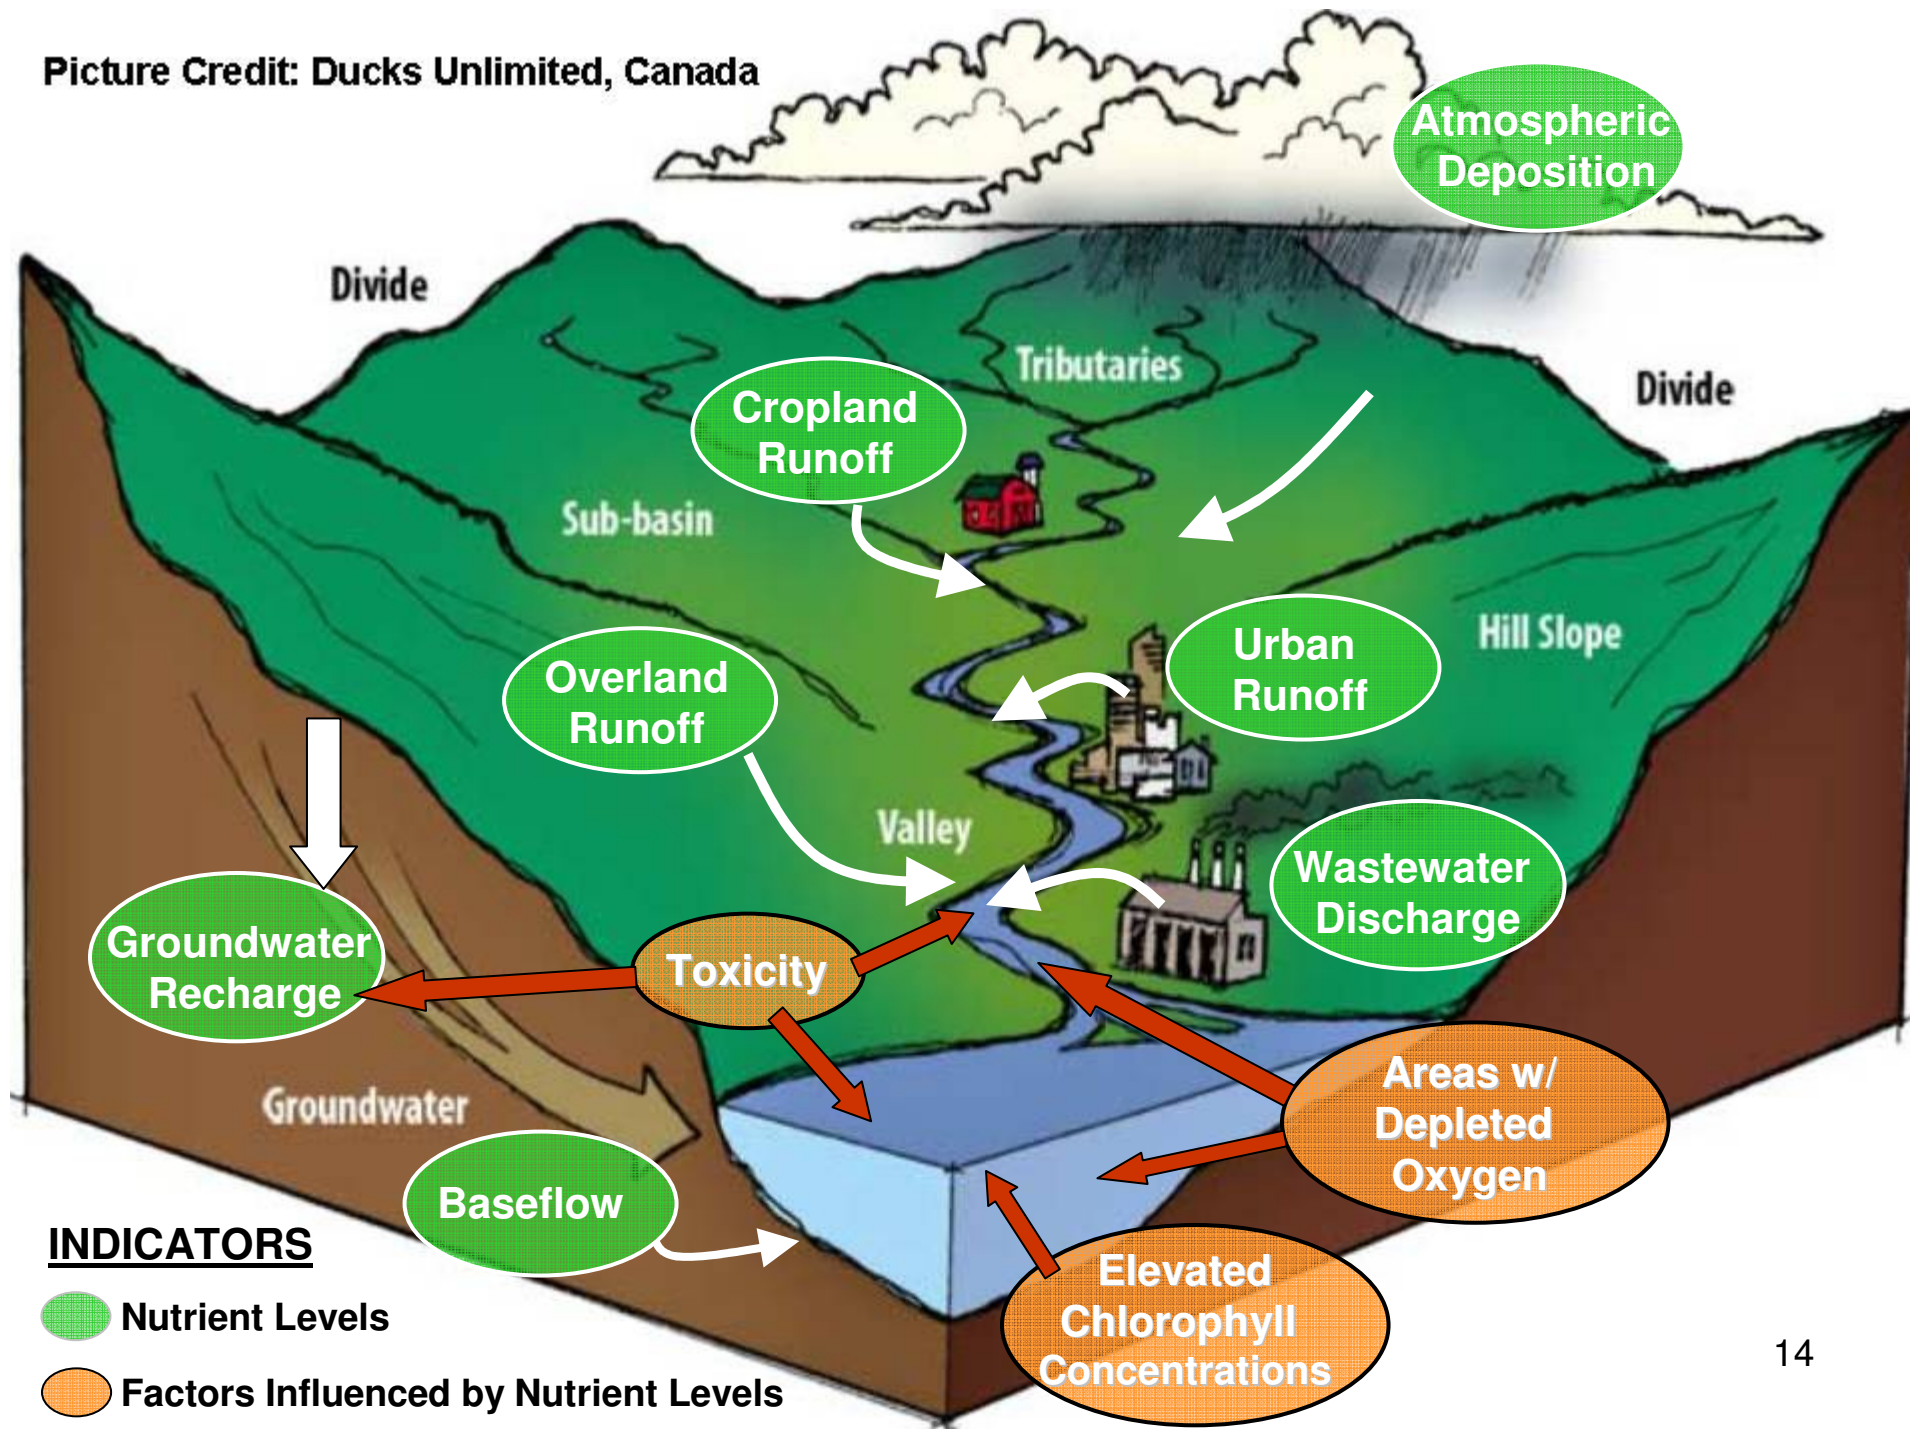 Picture Credit: Ducks Unlimited, Canada
Atmospheric
Deposition
Divide
Tributaries
Divide
Cropland
Runoff
Sub-basin
Hill Slope
Urban
Runoff
Overland
Runoff
Valley
Wastewater
Discharge
Groundwater
Recharge
Toxicity
Areas w/
Depleted
Oxygen
Groundwater
Baseflow
Elevated
Chlorophyll
Concentrations
INDICATORS
Nutrient Levels
Factors Influenced by Nutrient Levels
14